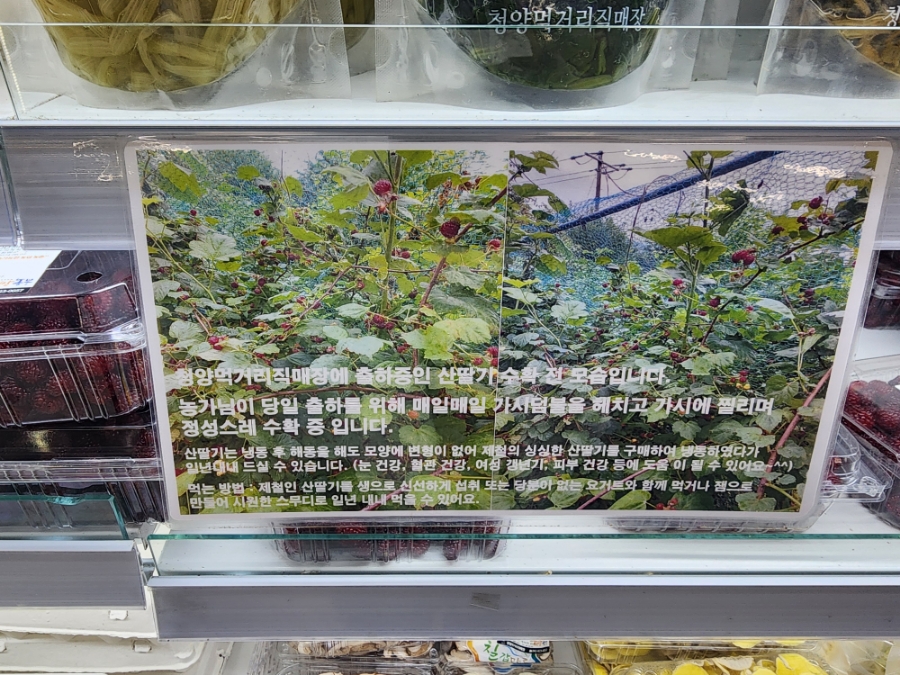 청양먹거리직매장
청양먹거리직매장에 출하중인 산딸기 수확 전 모습입니다.
농가님이 당일 출하를 위해 매일매일 가시덤불을 헤치고 가시에 찔리며
정성스레 수확 중 입니다.
산딸기는 냉동 후 해동을 해도 모양에 변형이 없어 제철의 싱싱한 산딸기를 구매하여 냉동하였다가
일년내내 드실 수 있습니다. (눈 건강, 혈관 건강, 여성 갱년기, 피부 건강 등에 도움 이 될 수 있어요~^^)
먹는 방법 : 제철인 산딸기를 생으로 신선하게 섭취 또는 당분이 없는 요거트와 함께 먹거나 잼으로
만들어 시원한 스무디로 일년 내내 먹을 수 있어요.